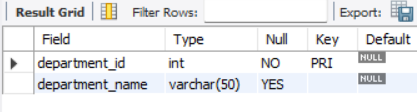 Result Grid Filter Rows: Export:
Field Type Null Key Default
department_id int NO PRI NULL
department_name varchar(50) YES NULL